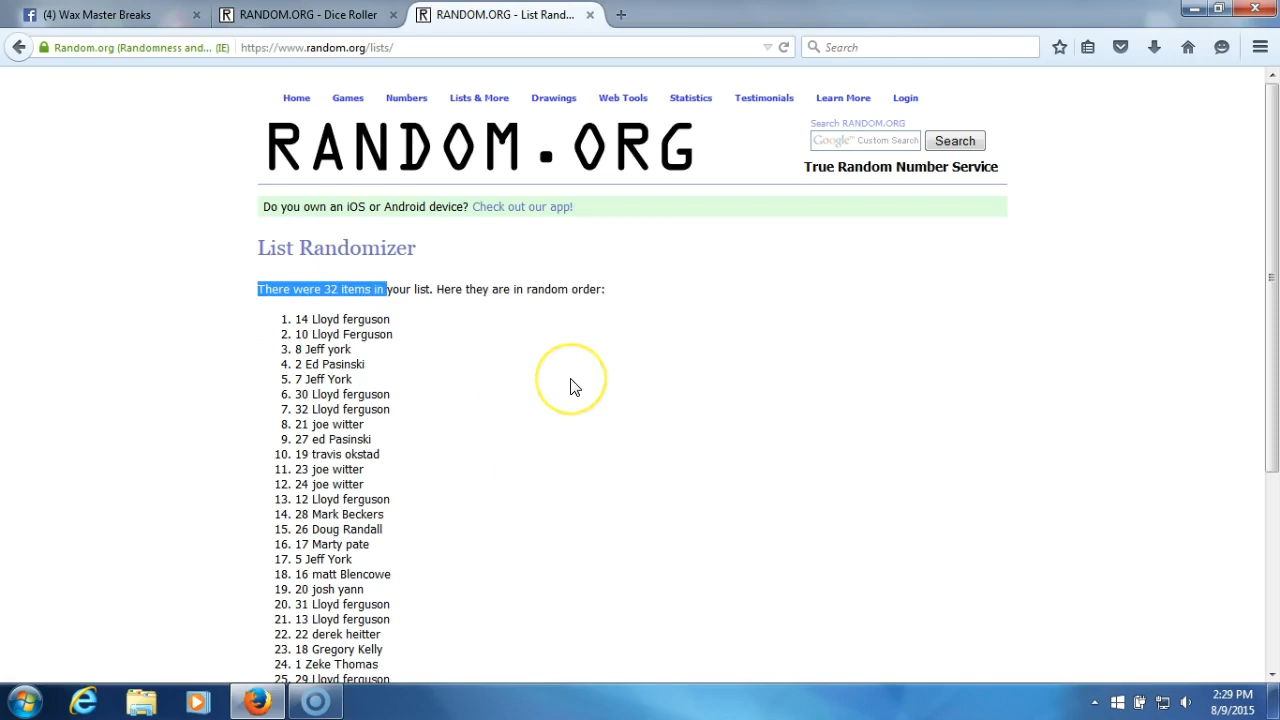 (4) Wax Master Breaks
RANDOM.ORG - Dice Roller
RANDOM.ORG - List Rand...
Random.org (Randomness and... (IE)
https://www.random.org/lists/
Search
Home Games Numbers Lists & More Drawings Web Tools Statistics Testimonials Learn More Login
Search RANDOM.ORG
RANDOM.ORG
Google™ Custom Search
Search
True Random Number Service
Do you own an iOS or Android device? Check out our app!
List Randomizer
There were 32 items in your list. Here they are in random order:
1. 14 Lloyd ferguson
2. 10 Lloyd Ferguson
3. 8 Jeff york
4. 2 Ed Pasinski
5. 7 Jeff York
6. 30 Lloyd ferguson
7. 32 Lloyd ferguson
8. 21 joe witter
9. 27 ed Pasinski
10. 19 travis okstad
11. 23 joe witter
12. 24 joe witter
13. 12 Lloyd ferguson
14. 28 Mark Beckers
15. 26 Doug Randall
16. 17 Marty pate
17. 5 Jeff York
18. 16 matt Blencowe
19. 20 josh yann
20. 31 Lloyd ferguson
21. 13 Lloyd ferguson
22. 22 derek heitter
23. 18 Gregory Kelly
24. 1 Zeke Thomas
25. 29 Lloyd ferguson
2:29 PM
8/9/2015